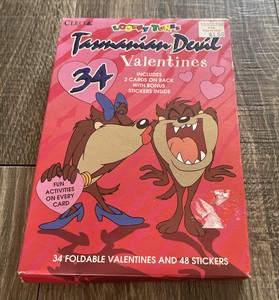 CLEO
LOONEY TUNES
Tasmanian Devil
Valentines
34
INCLUDES
2 CARDS ON BACK
WITH BONUS
STICKERS INSIDE
FUN
ACTIVITIES
ON EVERY
CARD
34 FOLDABLE VALENTINES AND 48 STICKERS